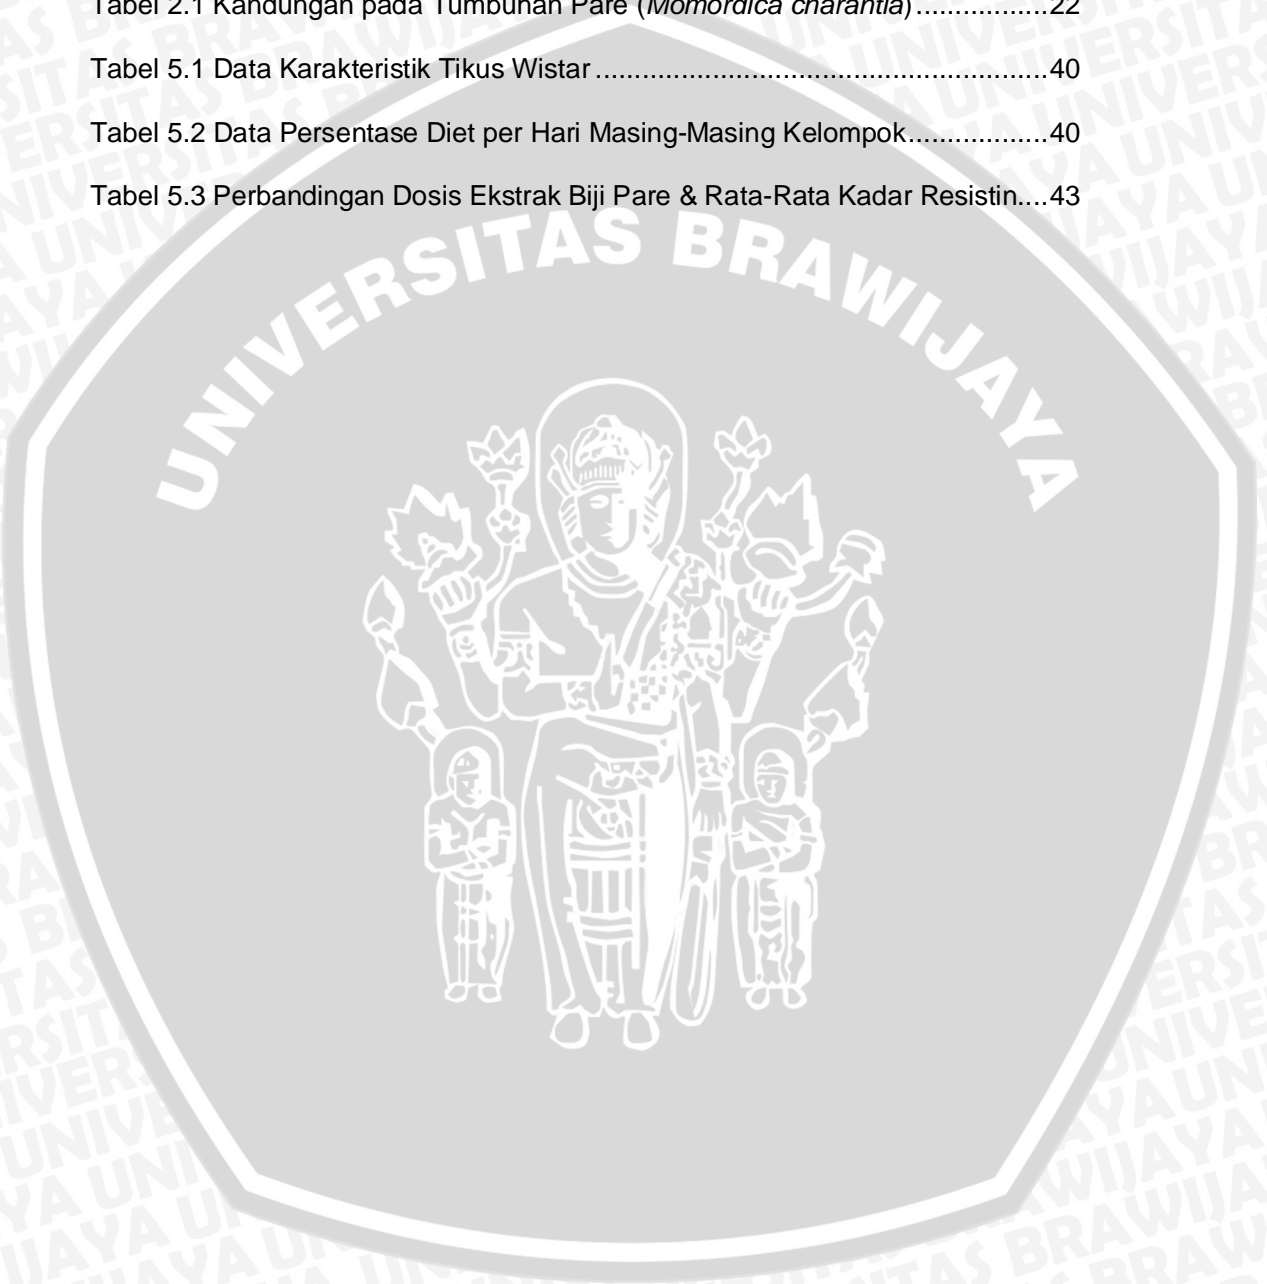 Tabel 2.1 Kandungan pada Tumbuhan Pare (Momordica charantia).................22
Tabel 5.1 Data Karakteristik Tikus Wistar..........................................................40
Tabel 5.2 Data Persentase Diet per Hari Masing-Masing Kelompok..................40
Tabel 5.3 Perbandingan Dosis Ekstrak Biji Pare & Rata-Rata Kadar Resistin....43
UNIVERSITAS BRAWIJAYA